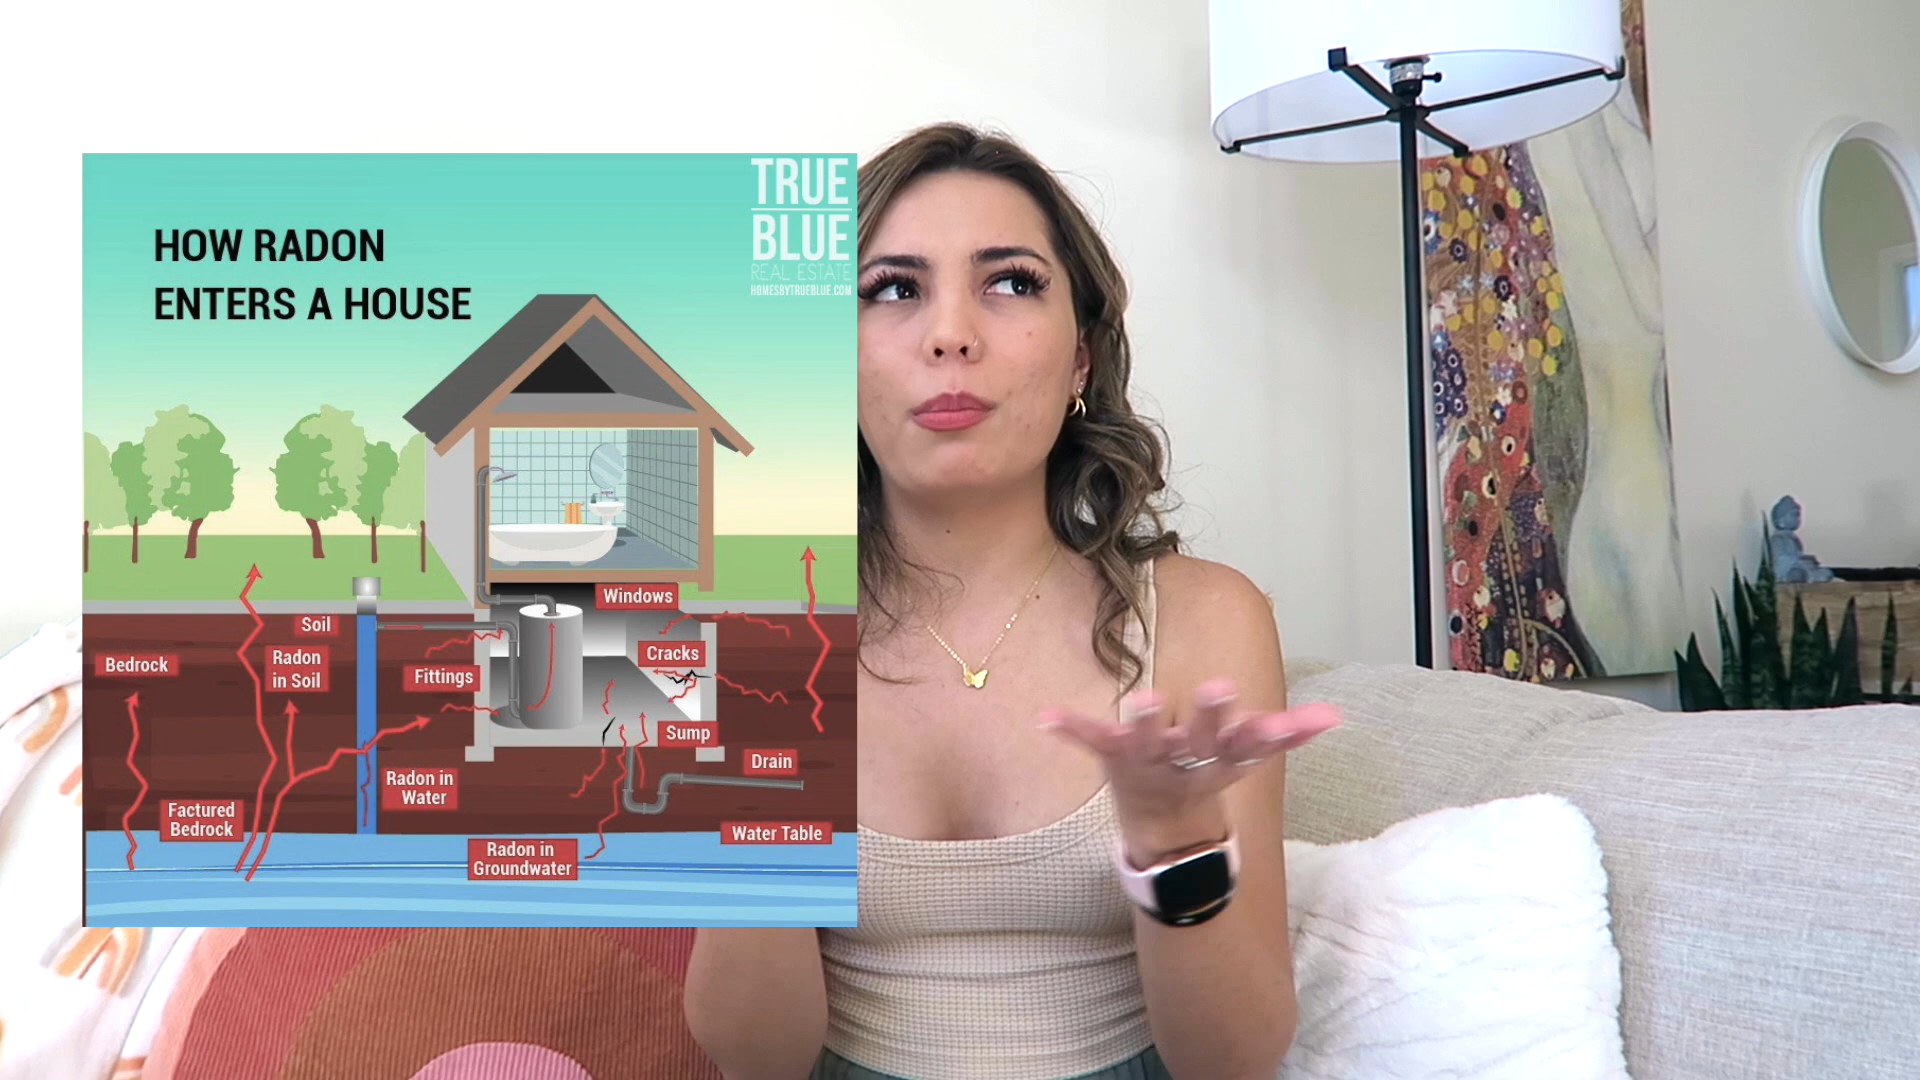 TRUE
BLUE
REAL ESTATE
HOMESBYTRUEBLUE.COM
HOW RADON
ENTERS A HOUSE
Windows
Soil
Cracks
Bedrock
Radon
in Soil
Fittings
Sump
Drain
Radon in
Water
Factured
Bedrock
Water Table
Radon in
Groundwater